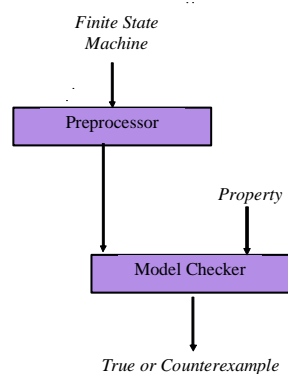 Finite State
Machine
Preprocessor
Property
Model Checker
True or Counterexample